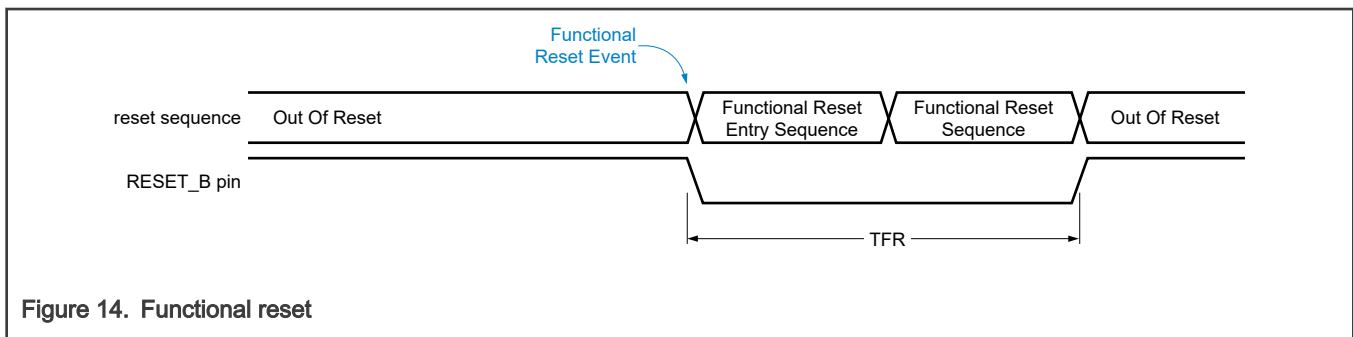 Functional
Reset Event
reset sequence
Out Of Reset
Functional Reset
Entry Sequence
Functional Reset
Sequence
Out Of Reset
RESET_B pin
TFR
Figure 14. Functional reset